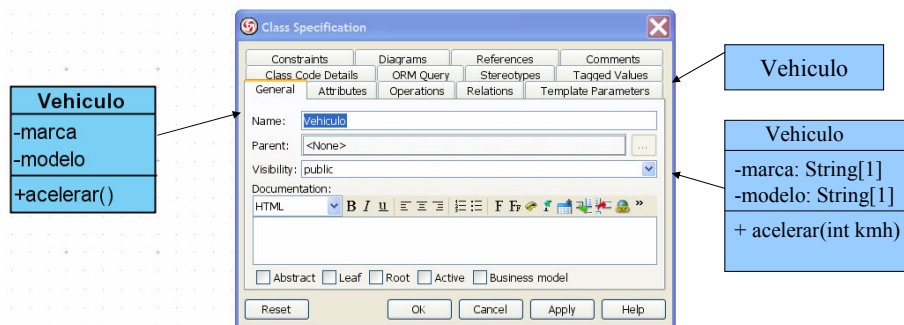 Vehiculo
-marca
-modelo
+acelerar()
Class Specification
Constraints Diagrams References Comments
Class Code Details ORM Query Stereotypes Tagged Values
General Attributes Operations Relations Template Parameters
Name: Vehiculo
Parent: <None> ...
Visibility: public
Documentation:
HTML B I u F FF »
Abstract Leaf Root Active Business model
Reset OK Cancel Apply Help
Vehiculo
Vehiculo
-marca: String[1]
-modelo: String[1]
+ acelerar(int kmh)